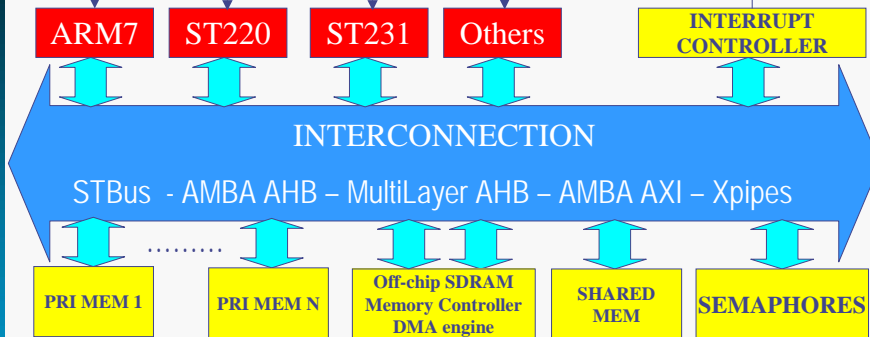 ARM7 ST220 ST231 Others INTERRUPT
CONTROLLER
INTERCONNECTION
STBus - AMBA AHB – MultiLayer AHB – AMBA AXI – Xpipes
.........
PRI MEM 1 PRI MEM N Off-chip SDRAM
Memory Controller
DMA engine
SHARED
MEM
SEMAPHORES